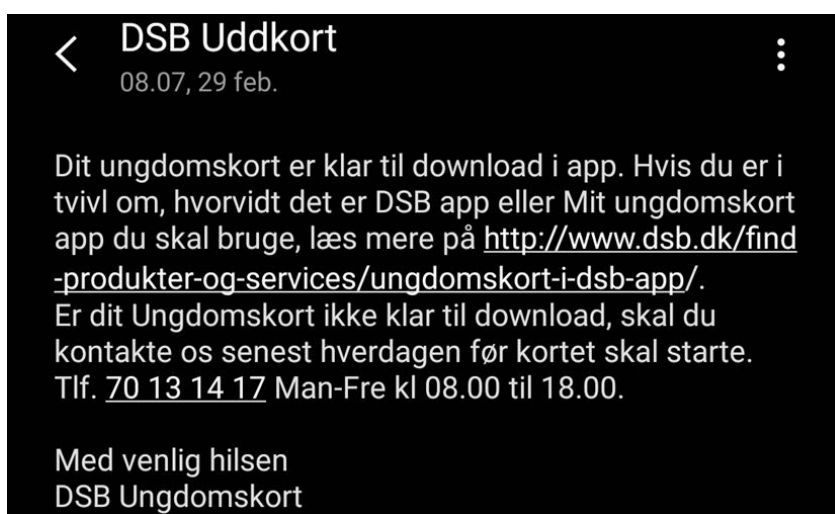 DSB Uddkort
08.07, 29 feb.
Dit ungdomskort er klar til download i app. Hvis du er i
tvivl om, hvorvidt det er DSB app eller Mit ungdomskort
app du skal bruge, læs mere på http://www.dsb.dk/find
-produkter-og-services/ungdomskort-i-dsb-app/.
Er dit Ungdomskort ikke klar til download, skal du
kontakte os senest hverdagen før kortet skal starte.
Tlf. 70 13 14 17 Man-Fre kl 08.00 til 18.00.
Med venlig hilsen
DSB Ungdomskort